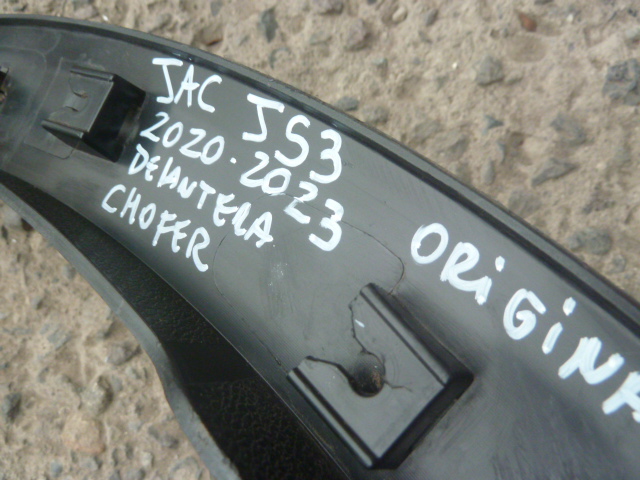 JAC JS3
2020-2023
DELANTERA
CHOFER
ORiGiNA